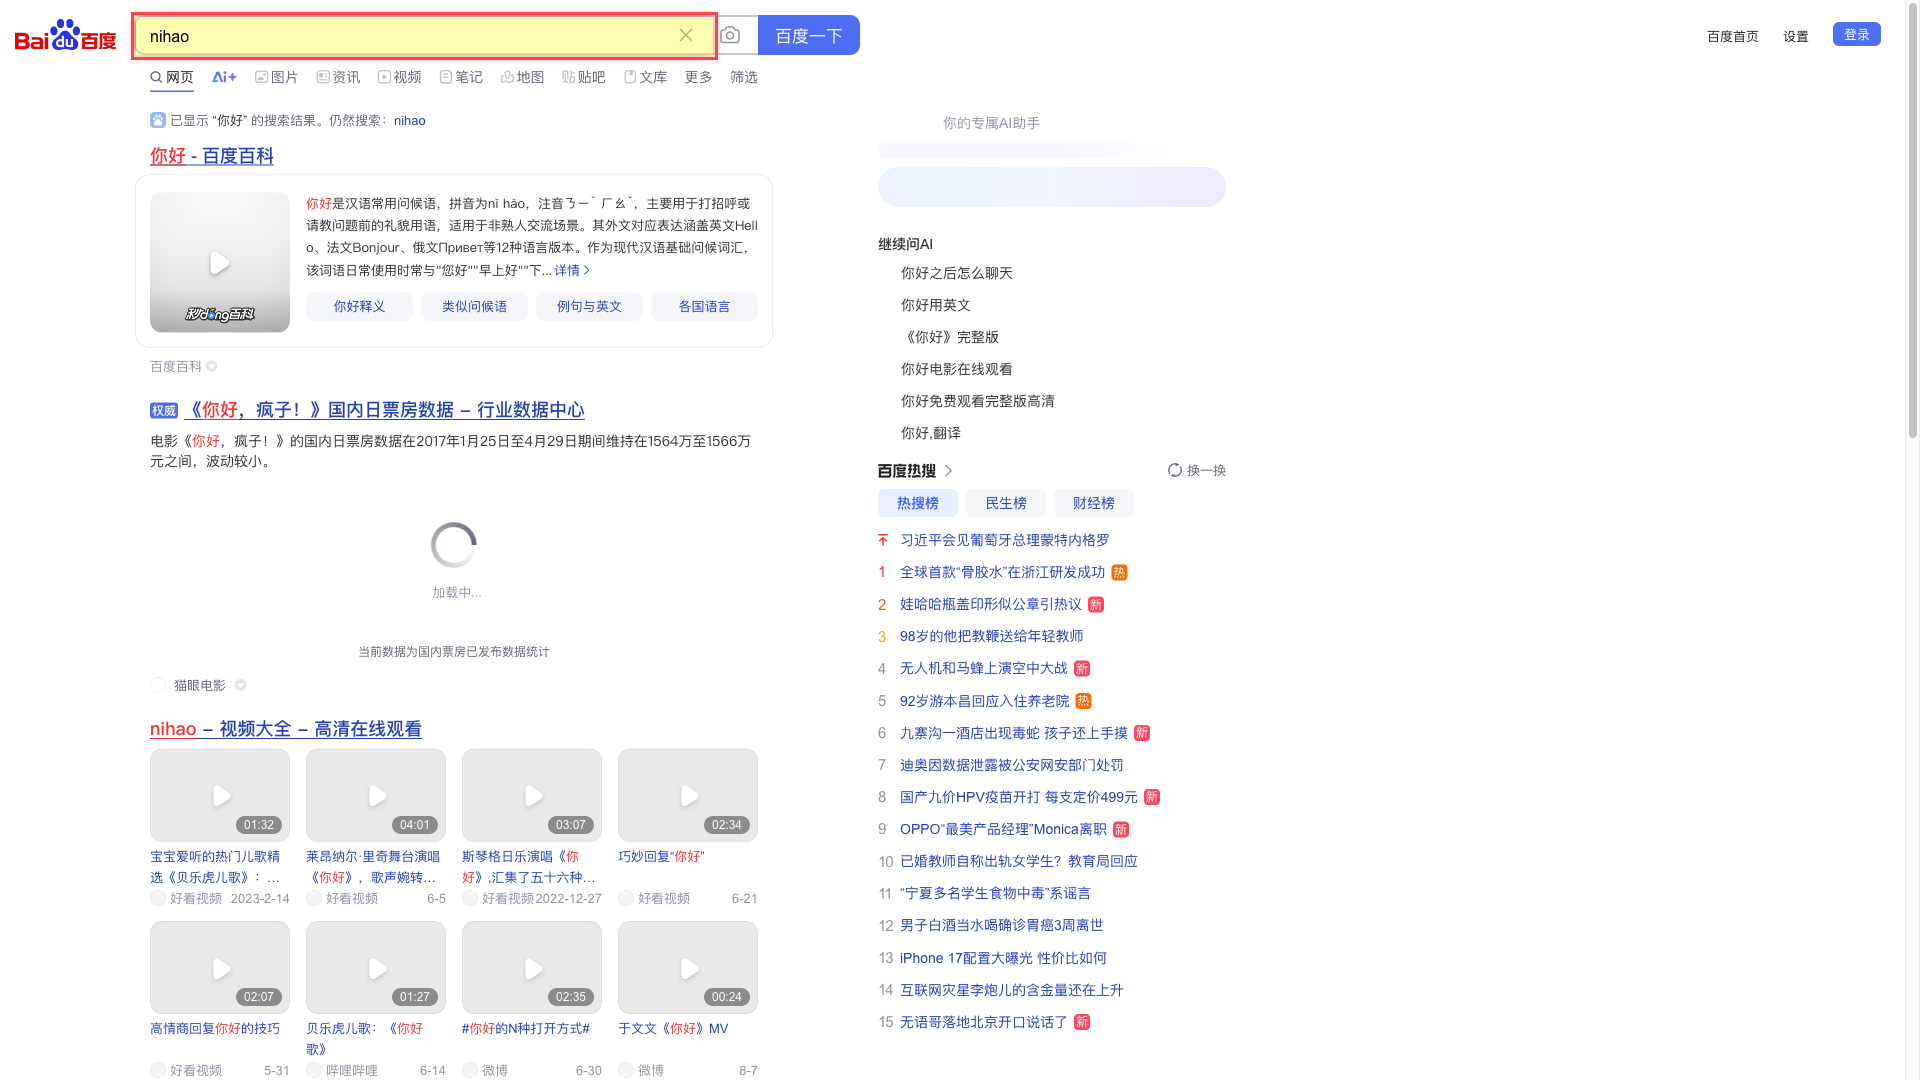 Bai du 百度
nihao
百度一下
百度首页
设置
登录
网页
Ai+
图片
资讯
视频
笔记
地图
贴吧
文库
更多
筛选
已显示 “你好” 的搜索结果。仍然搜索：nihao
你好 - 百度百科
你好是汉语常用问候语，拼音为nǐ hǎo，注音ㄋㄧˇ ㄏㄠˇ，主要用于打招呼或
请教问题前的礼貌用语，适用于非熟人交流场景。其外文对应表达涵盖英文Hell
o、法文Bonjour、俄文Привет等12种语言版本。作为现代汉语基础问候词汇，
该词语日常使用时常与"您好""早上好""下... 详情
秒dǒng百科
你好释义
类似问候语
例句与英文
各国语言
百度百科
权威 《你好，疯子！》国内日票房数据 – 行业数据中心
电影《你好，疯子！》的国内日票房数据在2017年1月25日至4月29日期间维持在1564万至1566万
元之间，波动较小。
加载中...
当前数据为国内票房已发布数据统计
猫眼电影
nihao – 视频大全 – 高清在线观看
01:32
04:01
03:07
02:34
宝宝爱听的热门儿歌精
选《贝乐虎儿歌》：...
好看视频 2023-2-14
莱昂纳尔·里奇舞台演唱
《你好》，歌声婉转...
好看视频 6-5
斯琴格日乐演唱《你
好》,汇集了五十六种...
好看视频 2022-12-27
巧妙回复“你好”
好看视频 6-21
02:07
01:27
02:35
00:24
高情商回复你好的技巧
好看视频 5-31
贝乐虎儿歌：《你好
歌》
哔哩哔哩 6-14
#你好的N种打开方式#
微博 6-30
于文文《你好》MV
微博 8-7
你的专属AI助手
继续问AI
你好之后怎么聊天
你好用英文
《你好》完整版
你好电影在线观看
你好免费观看完整版高清
你好,翻译
百度热搜
换一换
热搜榜
民生榜
财经榜
习近平会见葡萄牙总理蒙特内格罗
1 全球首款“骨胶水”在浙江研发成功 热
2 娃哈哈瓶盖印形似公章引热议 新
3 98岁的他把教鞭送给年轻教师
4 无人机和马蜂上演空中大战 新
5 92岁游本昌回应入住养老院 热
6 九寨沟一酒店出现毒蛇 孩子还上手摸 新
7 迪奥因数据泄露被公安网安部门处罚
8 国产九价HPV疫苗开打 每支定价499元 新
9 OPPO“最美产品经理”Monica离职 新
10 已婚教师自称出轨女学生？教育局回应
11 “宁夏多名学生食物中毒”系谣言
12 男子白酒当水喝确诊胃癌3周离世
13 iPhone 17配置大曝光 性价比如何
14 互联网灾星李炮儿的含金量还在上升
15 无语哥落地北京开口说话了 新